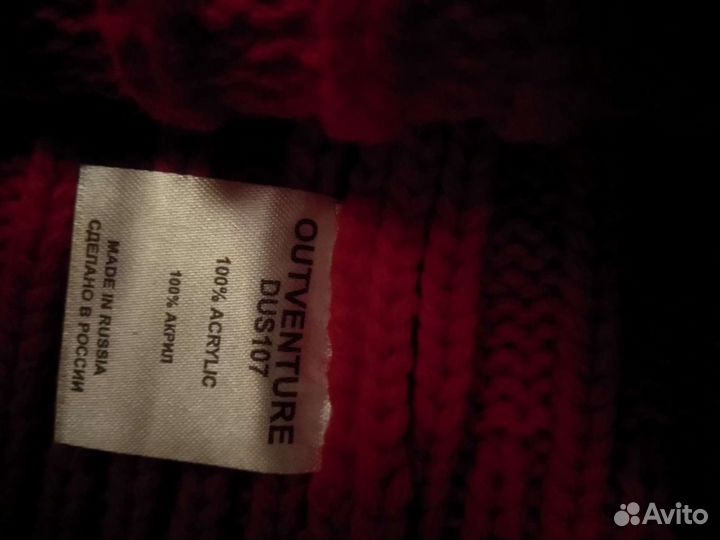 OUTVENTURE
DUS107
100% ACRYLIC
100% АКРИЛ
MADE IN RUSSIA
СДЕЛАНО В РОССИИ
Avito